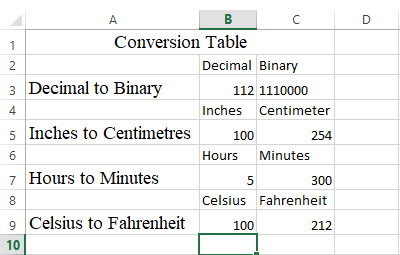 A B C D
1 Conversion Table
2 Decimal Binary
3 Decimal to Binary 112 1110000
4 Inches Centimeter
5 Inches to Centimetres 100 254
6 Hours Minutes
7 Hours to Minutes 5 300
8 Celsius Fahrenheit
9 Celsius to Fahrenheit 100 212
10